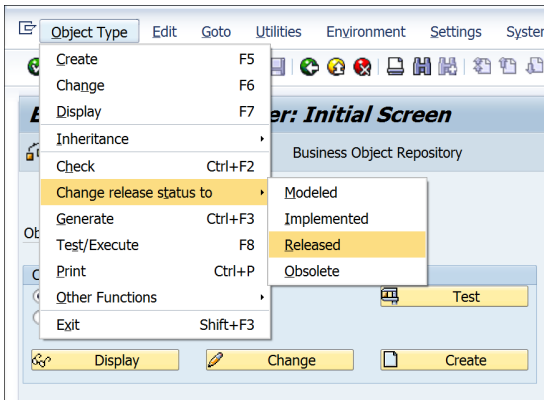 Object Type Edit Goto Utilities Environment Settings System
Create F5
Change F6
Display F7
er: Initial Screen
Inheritance
Business Object Repository
Check Ctrl+F2
Change release status to
Modeled
Generate Ctrl+F3
Implemented
Test/Execute F8
Released
Print Ctrl+P
Obsolete
Other Functions
Test
Exit Shift+F3
Display Change Create